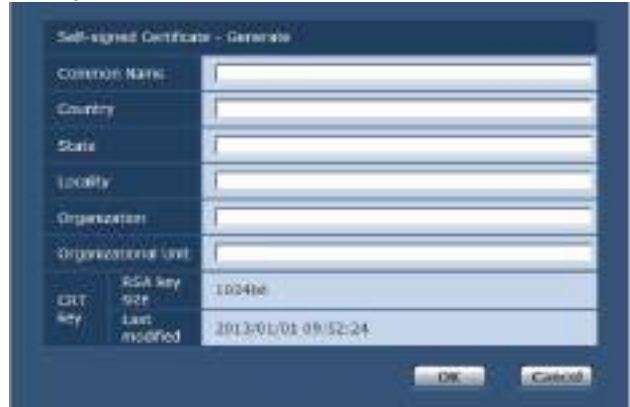 Self-signed Certificate - Generate
Common Name
Country
State
Locality
Organization
Organizational Unit
CRT key
RSA key size
1024bit
Last modified
2013/01/01 09:52:24
OK
Cancel